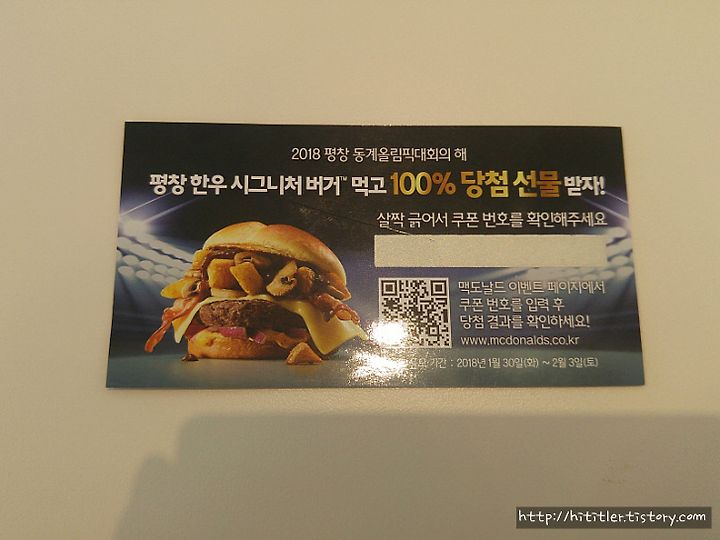 2018 평창 동계올림픽대회의 해
평창 한우 시그니처 버거™ 먹고 100% 당첨 선물 받자!
살짝 긁어서 쿠폰 번호를 확인해주세요
맥도날드 이벤트 페이지에서
쿠폰 번호를 입력 후
당첨 결과를 확인하세요!
www.mcdonalds.co.kr
기간 : 2018년 1월 30일(화) ~ 2월 3일(토)
http://hititler.tistory.com